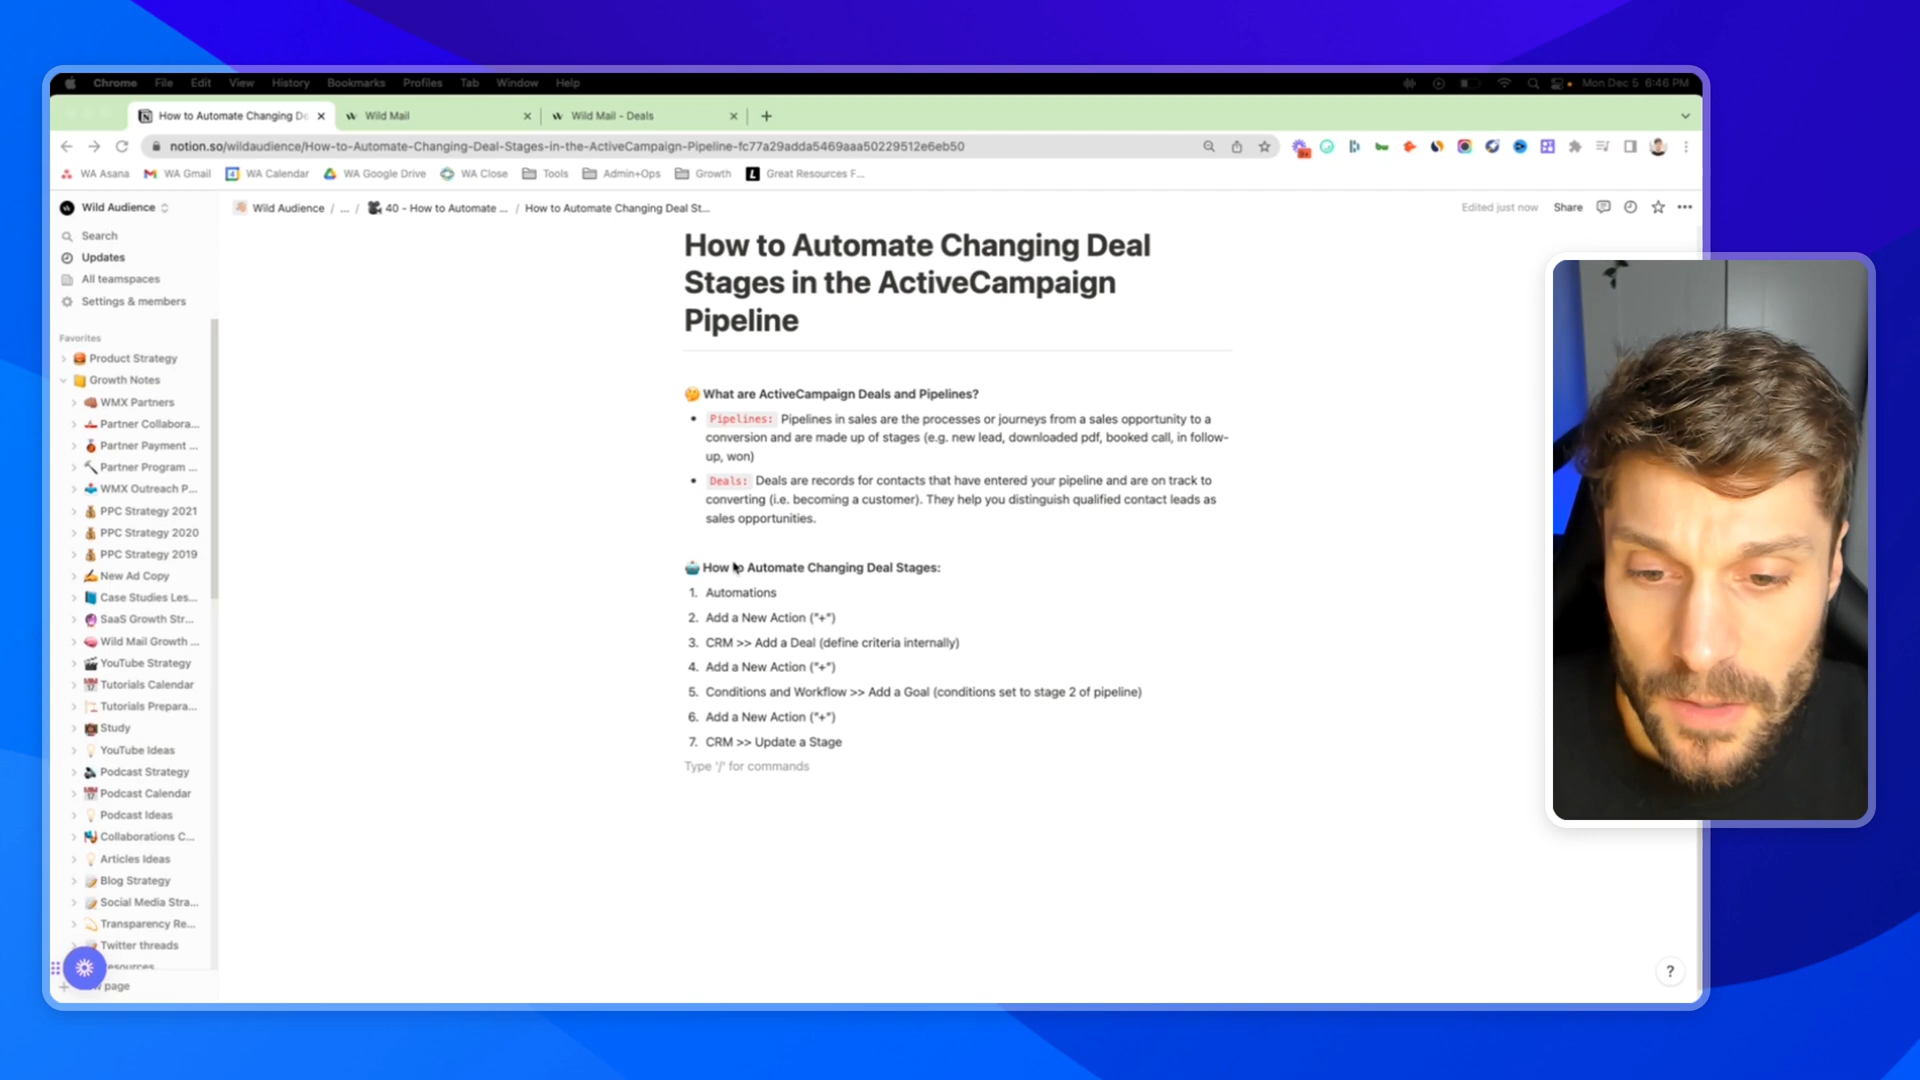 Chrome File Edit View History Bookmarks Profiles Tab Window Help
Mon Dec 5 6:46 PM
How to Automate Changing De
Wild Mail
Wild Mail - Deals
notion.so/wildaudience/How-to-Automate-Changing-Deal-Stages-in-the-ActiveCampaign-Pipeline-fc77a29adda5469aaa50229512e6eb50
WA Asana
WA Gmail
WA Calendar
WA Google Drive
WA Close
Tools
Admin+Ops
Growth
Great Resources F...
Wild Audience
Wild Audience / ... / 40 - How to Automate ... / How to Automate Changing Deal St...
Edited just now
Share
Search
Updates
All teamspaces
Settings & members
Favorites
Product Strategy
Growth Notes
WMX Partners
Partner Collabora...
Partner Payment ...
Partner Program ...
WMX Outreach P...
PPC Strategy 2021
PPC Strategy 2020
PPC Strategy 2019
New Ad Copy
Case Studies Les...
SaaS Growth Str...
Wild Mail Growth ...
YouTube Strategy
Tutorials Calendar
Tutorials Prepara...
Study
YouTube Ideas
Podcast Strategy
Podcast Calendar
Podcast Ideas
Collaborations C...
Articles Ideas
Blog Strategy
Social Media Stra...
Transparency Re...
Twitter threads
page
How to Automate Changing Deal
Stages in the ActiveCampaign
Pipeline
What are ActiveCampaign Deals and Pipelines?
• Pipelines: Pipelines in sales are the processes or journeys from a sales opportunity to a
conversion and are made up of stages (e.g. new lead, downloaded pdf, booked call, in follow-
up, won)
• Deals: Deals are records for contacts that have entered your pipeline and are on track to
converting (i.e. becoming a customer). They help you distinguish qualified contact leads as
sales opportunities.
How to Automate Changing Deal Stages:
1. Automations
2. Add a New Action ("+")
3. CRM >> Add a Deal (define criteria internally)
4. Add a New Action ("+")
5. Conditions and Workflow >> Add a Goal (conditions set to stage 2 of pipeline)
6. Add a New Action ("+")
7. CRM >> Update a Stage
Type '/' for commands
?